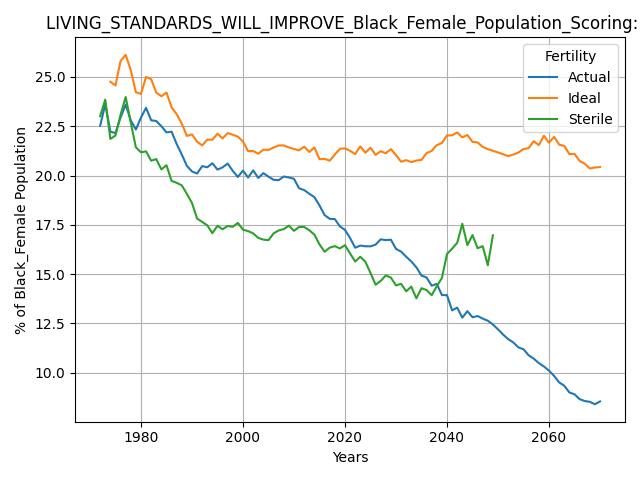 LIVING_STANDARDS_WILL_IMPROVE_Black_Female_Population_Scoring:
% of Black_Female Population
25.0
22.5
20.0
17.5
15.0
12.5
10.0
Fertility
Actual
Ideal
Sterile
1980
2000
2020
2040
2060
Years